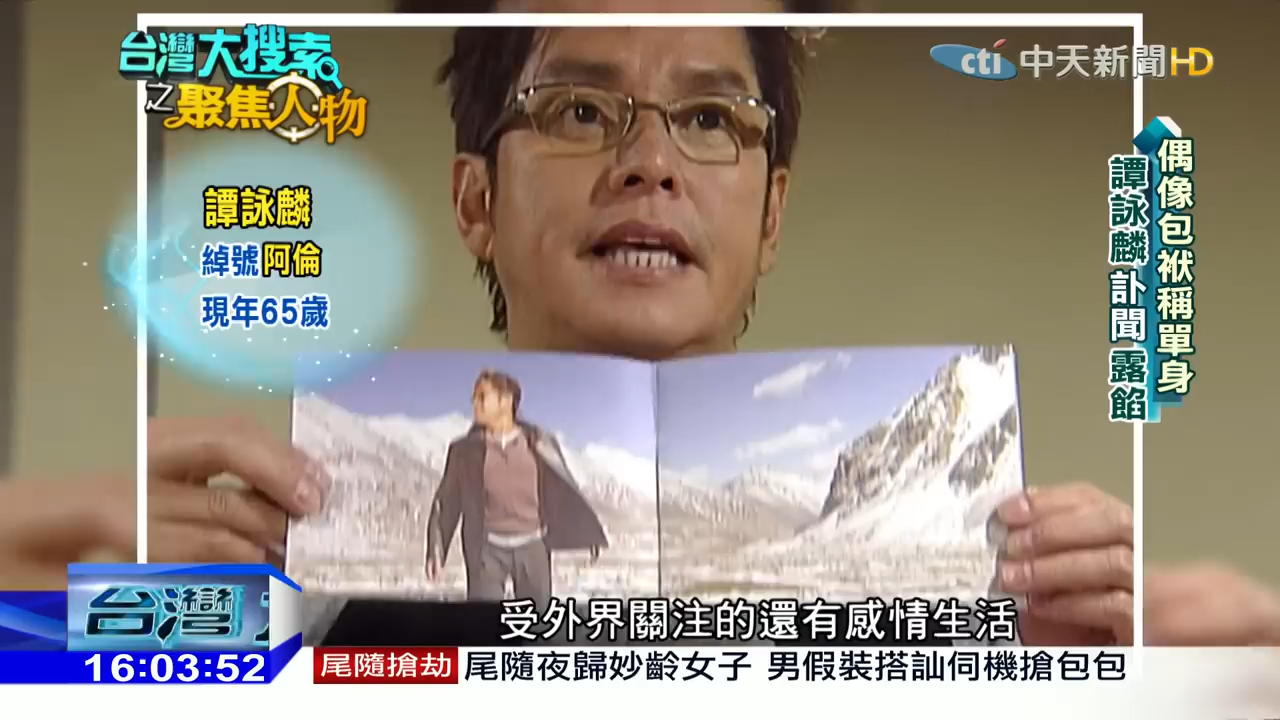 台灣大搜索
之聚焦人物
cti 中天新聞HD
譚詠麟
綽號阿倫
現年65歲
偶像包袱稱單身
譚詠麟訃聞露餡
受外界關注的還有感情生活
台灣
16:03:52
尾隨搶劫 尾隨夜歸妙齡女子 男假裝搭訕伺機搶包包